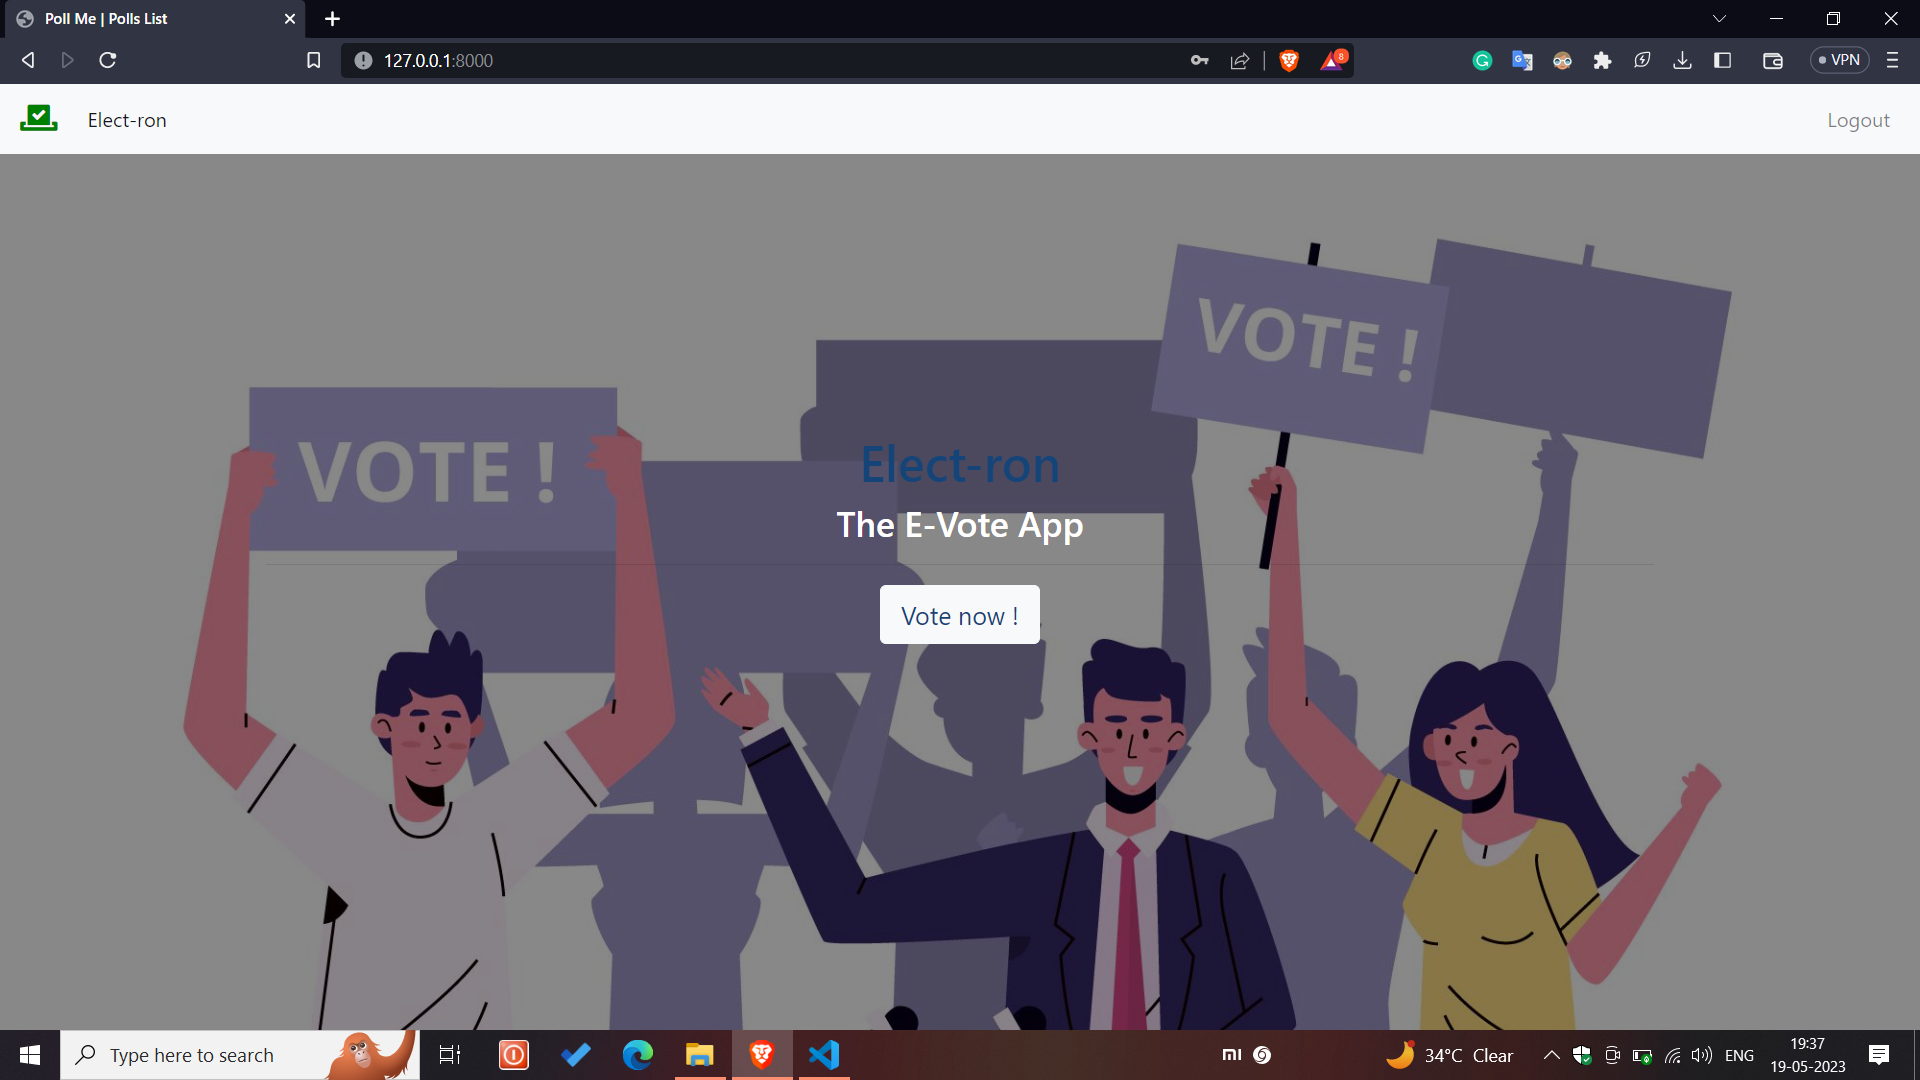 Poll Me | Polls List
127.0.0.1:8000
8
VPN
Elect-ron
Logout
VOTE !
VOTE !
Elect-ron
The E-Vote App
Vote now !
Type here to search
34°C Clear
ENG
19:37
19-05-2023